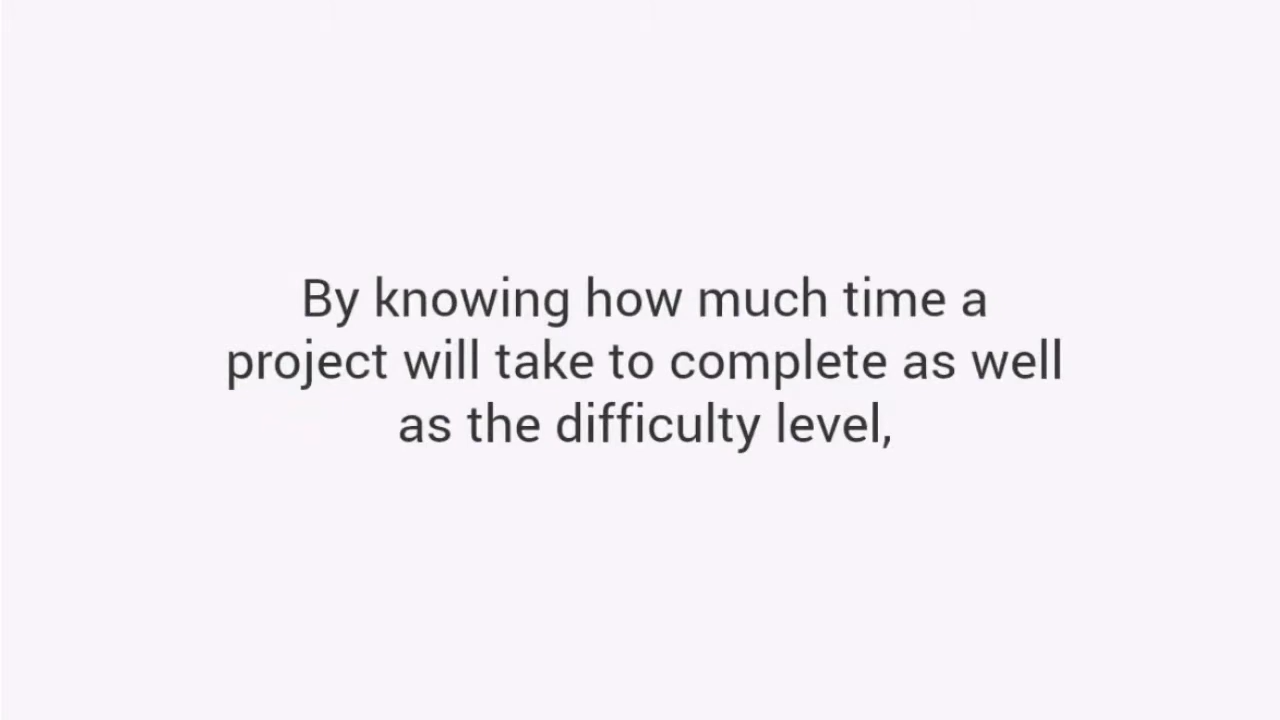 By knowing how much time a
project will take to complete as well
as the difficulty level,